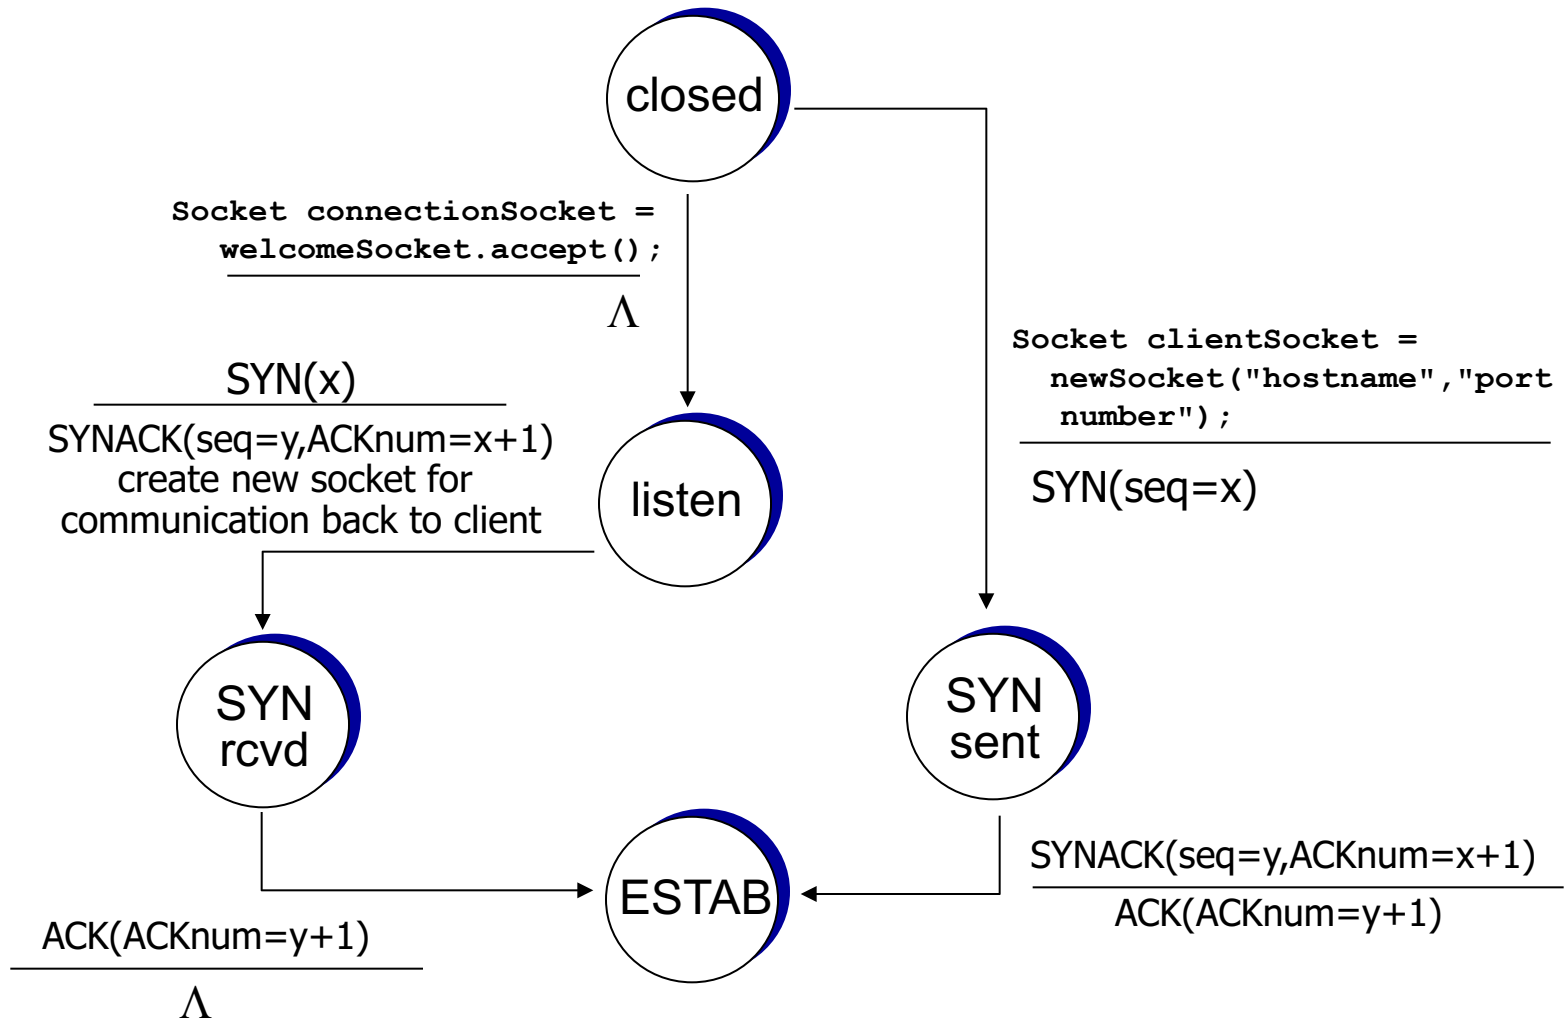 closed
Socket connectionSocket =
welcomeSocket.accept();
Λ
Socket clientSocket =
newSocket("hostname","port
number");
SYN(seq=x)
SYN(x)
SYNACK(seq=y,ACKnum=x+1)
create new socket for
communication back to client
listen
SYN
rcvd
SYN
sent
ESTAB
SYNACK(seq=y,ACKnum=x+1)
ACK(ACKnum=y+1)
ACK(ACKnum=y+1)
Λ